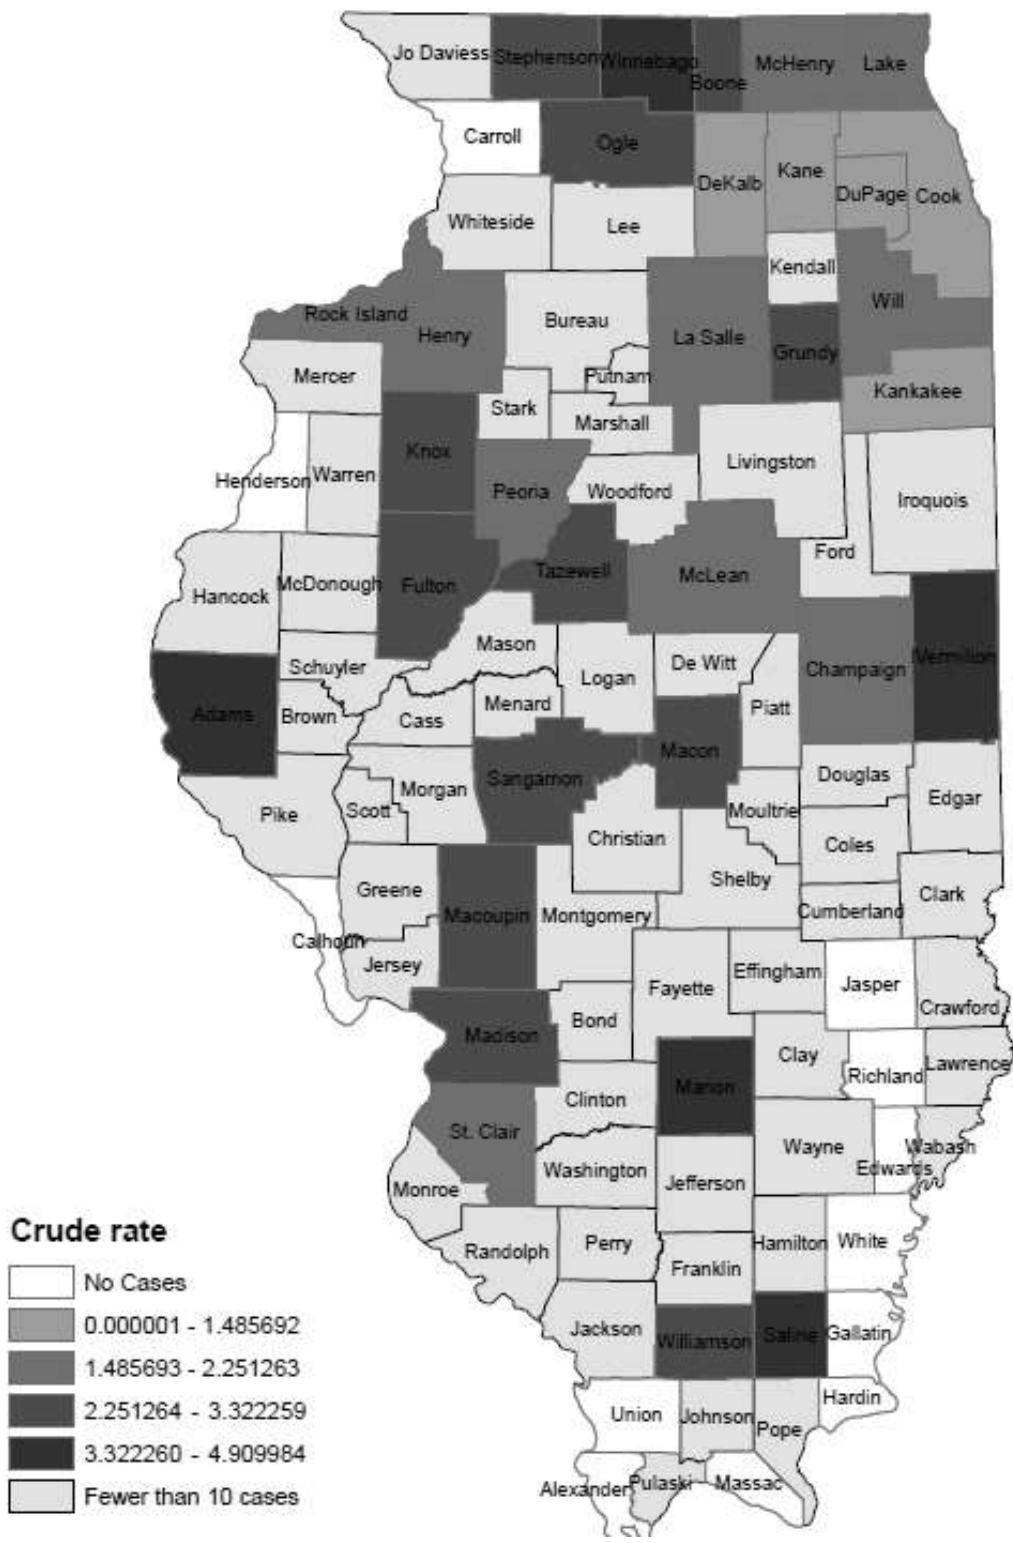 Jo Daviess Stephenson Winnebago Boone McHenry Lake
Carroll Ogle DeKalb Kane DuPage Cook
Whiteside Lee Kendall
Rock Island Henry Bureau La Salle Grundy Will
Mercer Putnam Kankakee
Stark Marshall
Henderson Warren Knox Peoria Woodford Livingston Iroquois
Hancock McDonough Fulton Tazewell McLean Ford
Schuyler Mason Logan De Witt Champaign Vermilion
Adams Brown Cass Menard Piatt
Sangamon Macon Douglas
Pike Scott Morgan Christian Moultrie Coles Edgar
Greene Shelby Clark
Macoupin Montgomery Cumberland
Calhoun Jersey Fayette Effingham Jasper Crawford
Madison Bond Clay Richland Lawrence
St. Clair Clinton Marion
Monroe Washington Jefferson Wayne Edwards Wabash
Randolph Perry Franklin Hamilton White
Jackson Williamson Saline Gallatin
Union Johnson Pope Hardin
Alexander Pulaski Massac
Crude rate
No Cases
0.000001 - 1.485692
1.485693 - 2.251263
2.251264 - 3.322259
3.322260 - 4.909984
Fewer than 10 cases